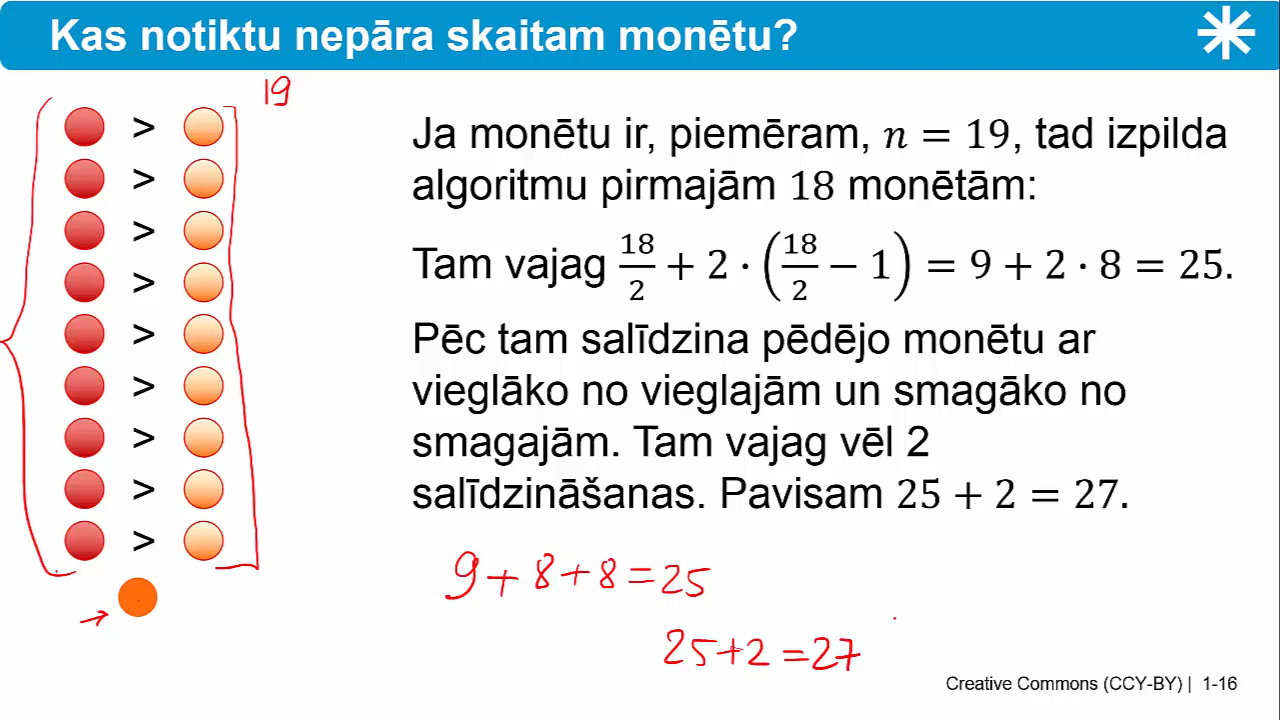 Kas notiktu nepāra skaitam monētu?
19
>
>
>
>
>
>
>
>
>
Ja monētu ir, piemēram, n = 19, tad izpilda
algoritmu pirmajām 18 monētām:
Tam vajag 18/2 + 2 · (18/2 − 1) = 9 + 2 · 8 = 25.
Pēc tam salīdzina pēdējo monētu ar
vieglāko no vieglajām un smagāko no
smagajām. Tam vajag vēl 2
salīdzināšanas. Pavisam 25 + 2 = 27.
9+8+8=25
25+2=27
Creative Commons (CCY-BY) | 1-16